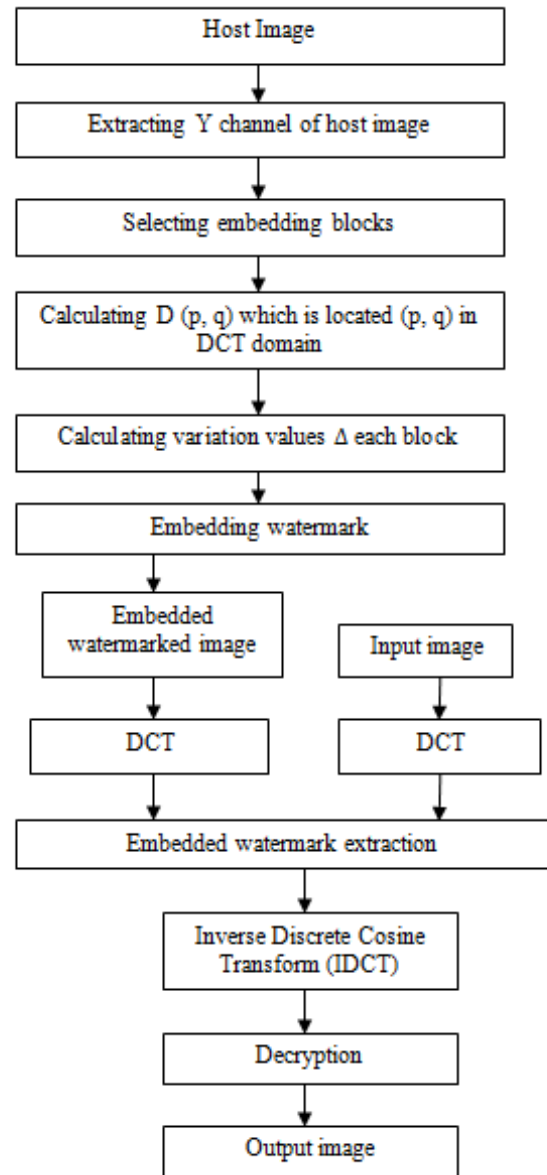 Host Image
Extracting Y channel of host image
Selecting embedding blocks
Calculating D (p, q) which is located (p, q) in
DCT domain
Calculating variation values Δ each block
Embedding watermark
Embedded
watermarked image
Input image
DCT
DCT
Embedded watermark extraction
Inverse Discrete Cosine
Transform (IDCT)
Decryption
Output image